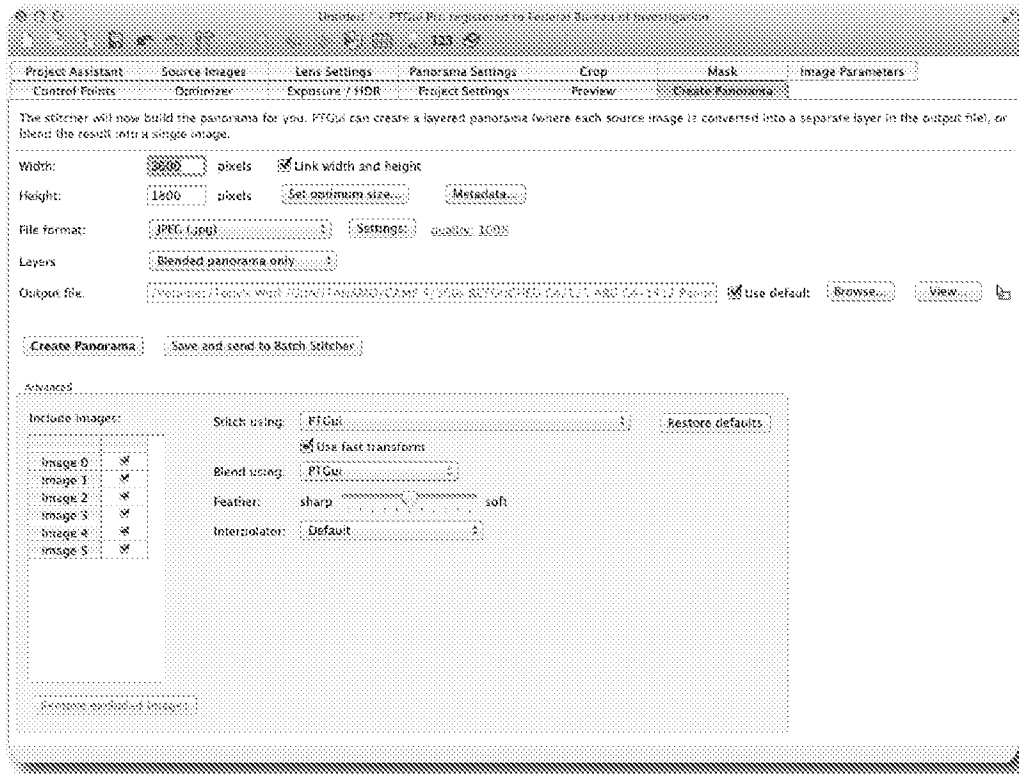 Untitled * - PTGui Pro registered to Federal Bureau of Investigation
123
Project Assistant Source Images Lens Settings Panorama Settings Crop Mask Image Parameters
Control Points Optimizer Exposure / HDR Project Settings Preview Create Panorama
The stitcher will now build the panorama for you. PTGui can create a layered panorama (where each source image is converted into a separate layer in the output file), or
blend the result into a single image.
Width: 3600 pixels Link width and height
Height: 1800 pixels Set optimum size... Metadata...
File format: JPEG (.jpg) Settings: quality: 100%
Layers Blended panorama only
Output file: Use default Browse... View...
Create Panorama Save and send to Batch Stitcher
Advanced
Include images: Stitch using: PTGui Restore defaults
Use fast transform
Image 0
Image 1 Blend using: PTGui
Image 2 Feather: sharp soft
Image 3
Image 4 Interpolator: Default
Image 5
Remove excluded images